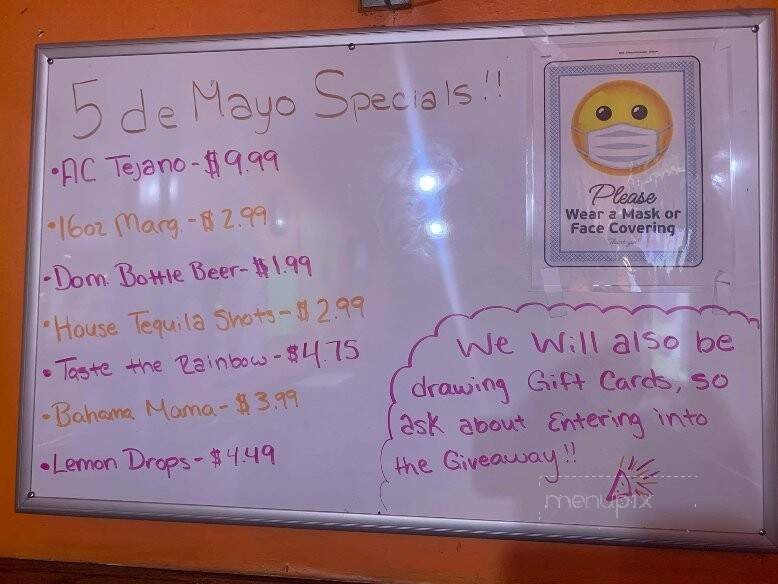 5 de Mayo Specials!!
• AC Tejano - $9.99
• 16oz Marg. - $2.99
• Dom. Bottle Beer - $1.99
• House Tequila Shots - $2.99
• Taste the Rainbow - $4.75
• Bahama Mama - $3.99
• Lemon Drops - $4.49
Please
Wear a Mask or
Face Covering
We Will also be
drawing Gift Cards, so
ask about Entering into
the Giveaway!!
menupix